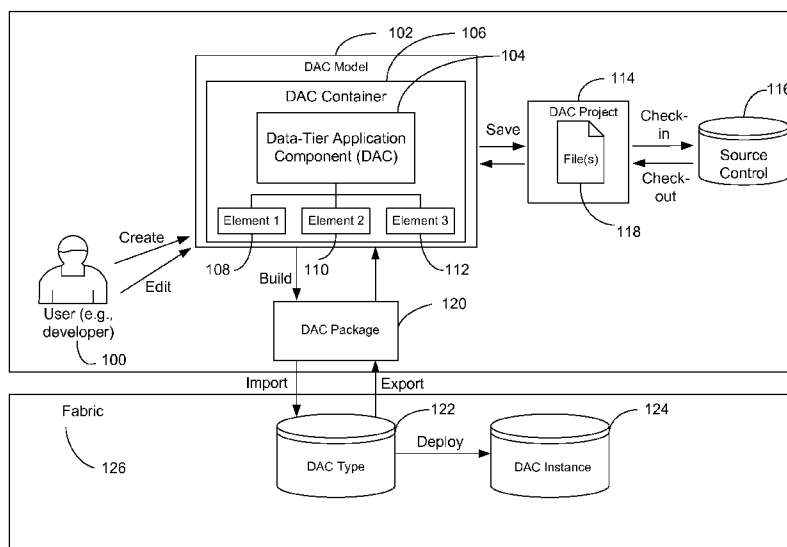 102
106
104
DAC Model
DAC Container
Data-Tier Application
Component (DAC)
Element 1
Element 2
Element 3
108
110
112
Save
114
DAC Project
File(s)
118
Check-
in
Check-
out
116
Source
Control
Create
Edit
User (e.g.,
developer)
100
Build
DAC Package
120
Import
Export
Fabric
126
122
DAC Type
Deploy
124
DAC Instance